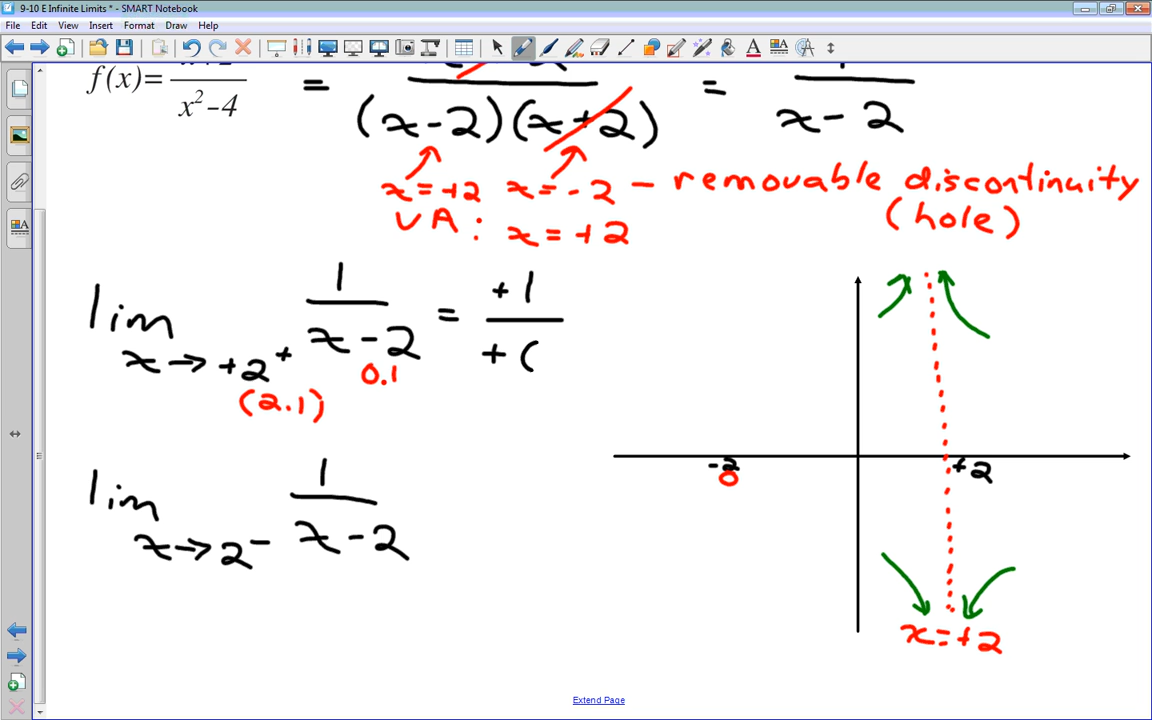 9-10 E Infinite Limits * - SMART Notebook
File Edit View Insert Format Draw Help
f(x)= x²-4 = (x-2)(x+2) = x-2
x=+2 x=-2 - removable discontinuity
VA: x=+2 (hole)
lim x→+2⁺ 1/(x-2) = +1/+(
(2.1) 0.1
-2 +2
0
lim x→2⁻ 1/(x-2)
x=+2
Extend Page